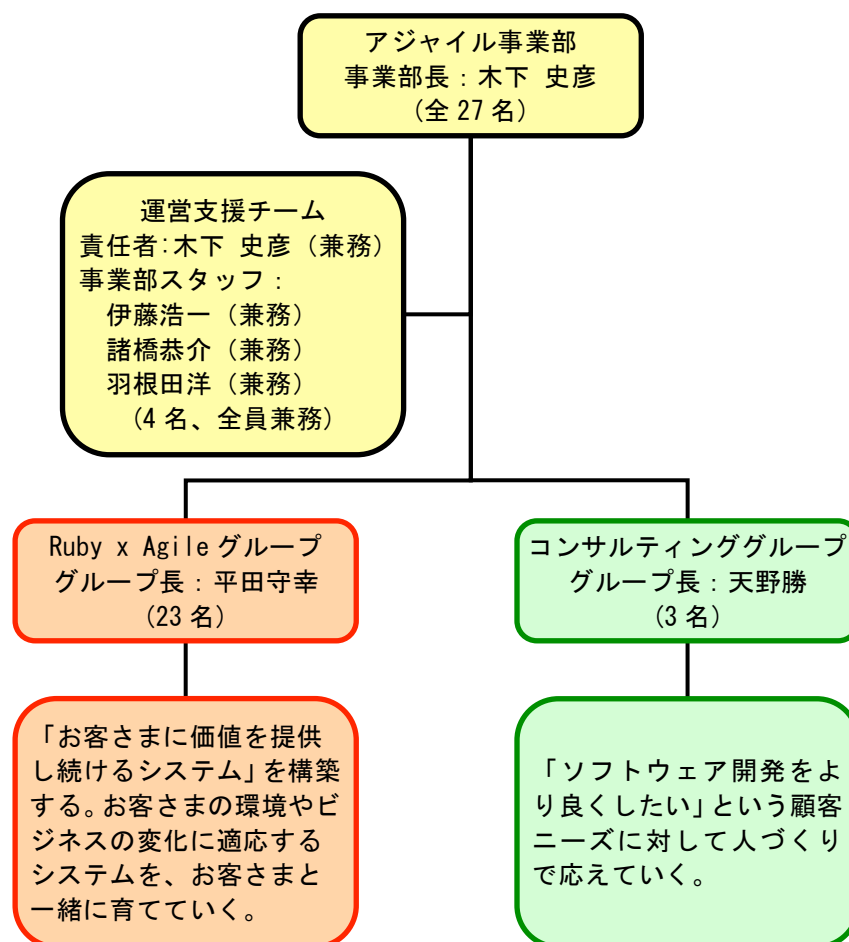 アジャイル事業部
事業部長：木下 史彦
（全 27 名）
運営支援チーム
責任者:木下 史彦（兼務）
事業部スタッフ：
伊藤浩一（兼務）
諸橋恭介（兼務）
羽根田洋（兼務）
（4 名、全員兼務）
Ruby x Agile グループ
グループ長：平田守幸
（23 名）
コンサルティンググループ
グループ長：天野勝
（3 名）
「お客さまに価値を提供
し続けるシステム」を構築
する。お客さまの環境やビ
ジネスの変化に適応する
システムを、お客さまと
一緒に育てていく。
「ソフトウェア開発をよ
り良くしたい」という顧客
ニーズに対して人づくり
で応えていく。